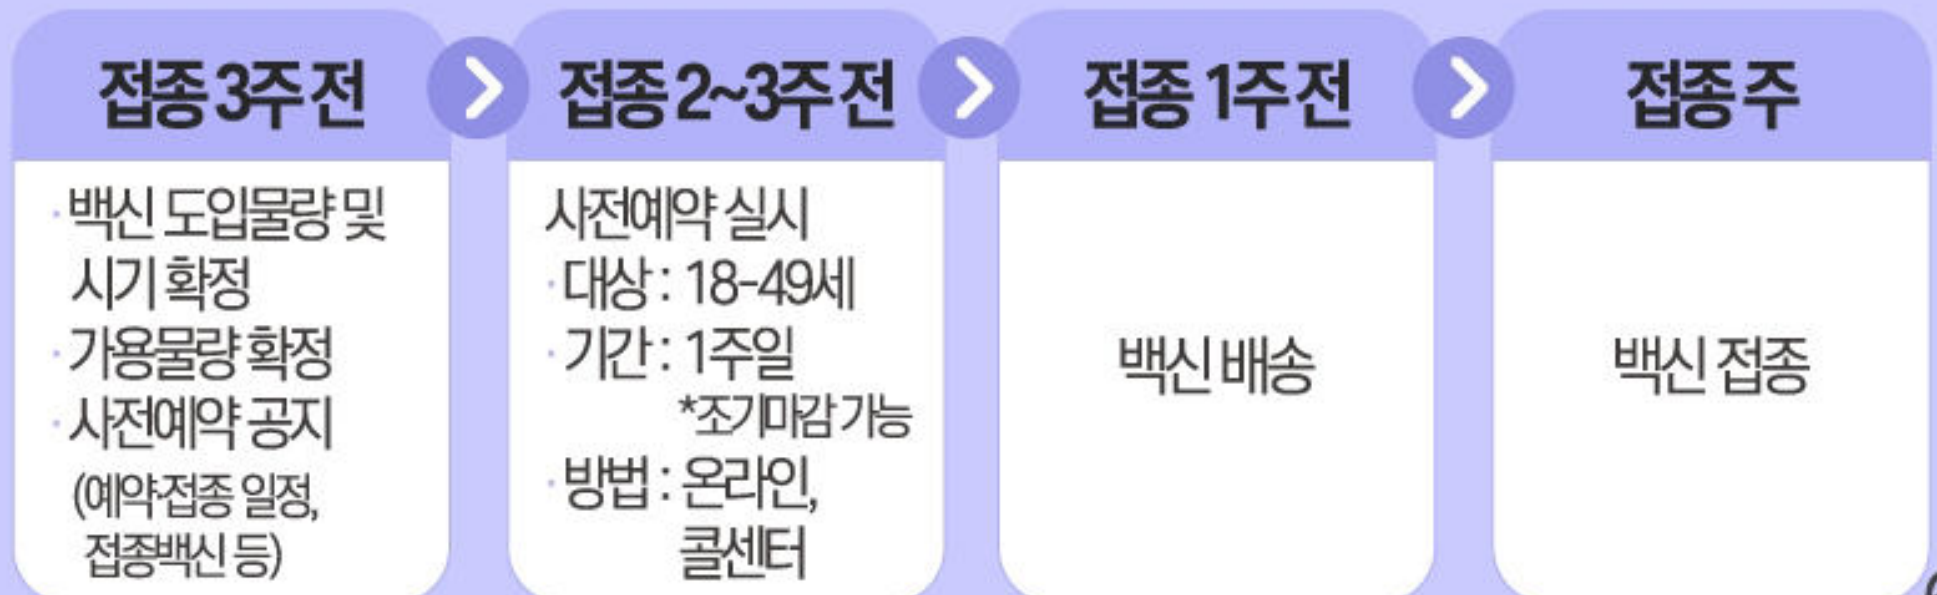 접종 3주 전
· 백신 도입물량 및
시기 확정
· 가용물량 확정
· 사전예약 공지
(예약·접종 일정,
접종백신 등)
접종 2~3주 전
사전예약 실시
· 대상 : 18-49세
· 기간 : 1주일
*조기마감 가능
· 방법 : 온라인,
콜센터
접종 1주 전
백신 배송
접종 주
백신 접종